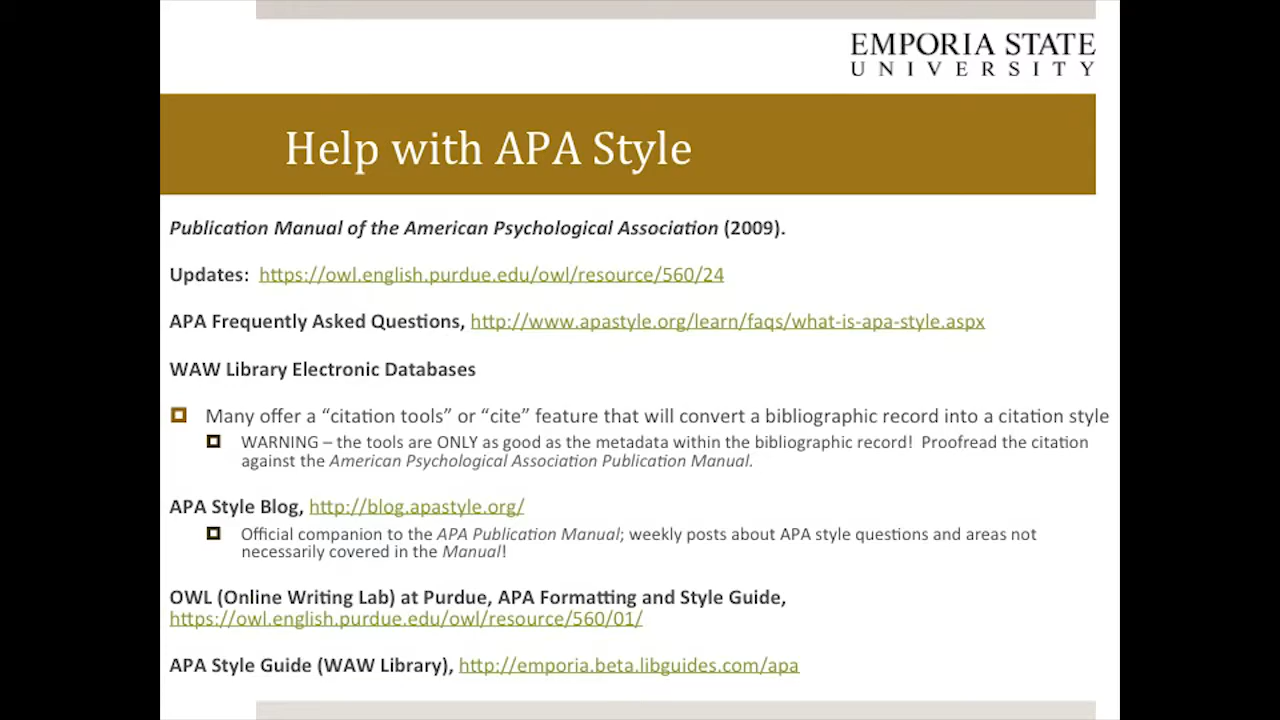 EMPORIA STATE
UNIVERSITY
Help with APA Style
Publication Manual of the American Psychological Association (2009).
Updates: https://owl.english.purdue.edu/owl/resource/560/24
APA Frequently Asked Questions, http://www.apastyle.org/learn/faqs/what-is-apa-style.aspx
WAW Library Electronic Databases
Many offer a “citation tools” or “cite” feature that will convert a bibliographic record into a citation style
WARNING – the tools are ONLY as good as the metadata within the bibliographic record! Proofread the citation
against the American Psychological Association Publication Manual.
APA Style Blog, http://blog.apastyle.org/
Official companion to the APA Publication Manual; weekly posts about APA style questions and areas not
necessarily covered in the Manual!
OWL (Online Writing Lab) at Purdue, APA Formatting and Style Guide,
https://owl.english.purdue.edu/owl/resource/560/01/
APA Style Guide (WAW Library), http://emporia.beta.libguides.com/apa